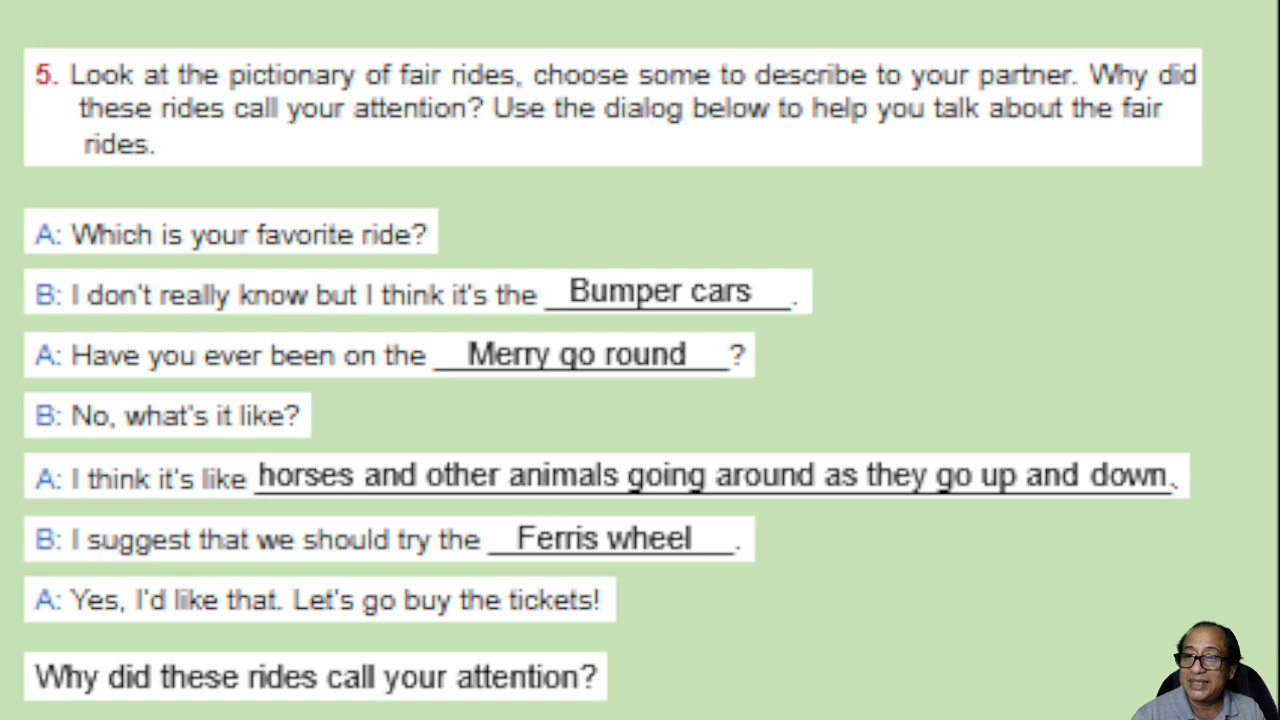 5. Look at the pictionary of fair rides, choose some to describe to your partner. Why did
these rides call your attention? Use the dialog below to help you talk about the fair
rides.
A: Which is your favorite ride?
B: I don't really know but I think it's the Bumper cars.
A: Have you ever been on the Merry go round?
B: No, what's it like?
A: I think it's like horses and other animals going around as they go up and down.
B: I suggest that we should try the Ferris wheel.
A: Yes, I'd like that. Let's go buy the tickets!
Why did these rides call your attention?